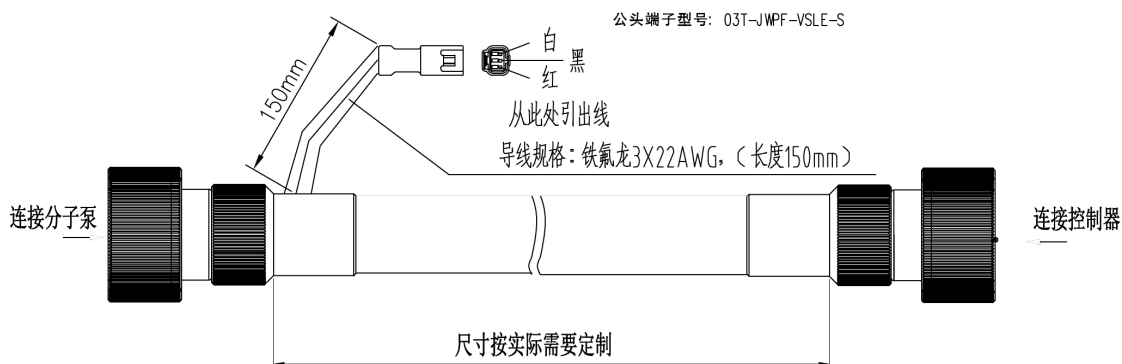 公头端子型号: 03T-JWPF-VSLE-S
白
黑
红
150mm
从此处引出线
导线规格：铁氟龙3X22AWG，（长度150mm）
连接分子泵
连接控制器
尺寸按实际需要定制